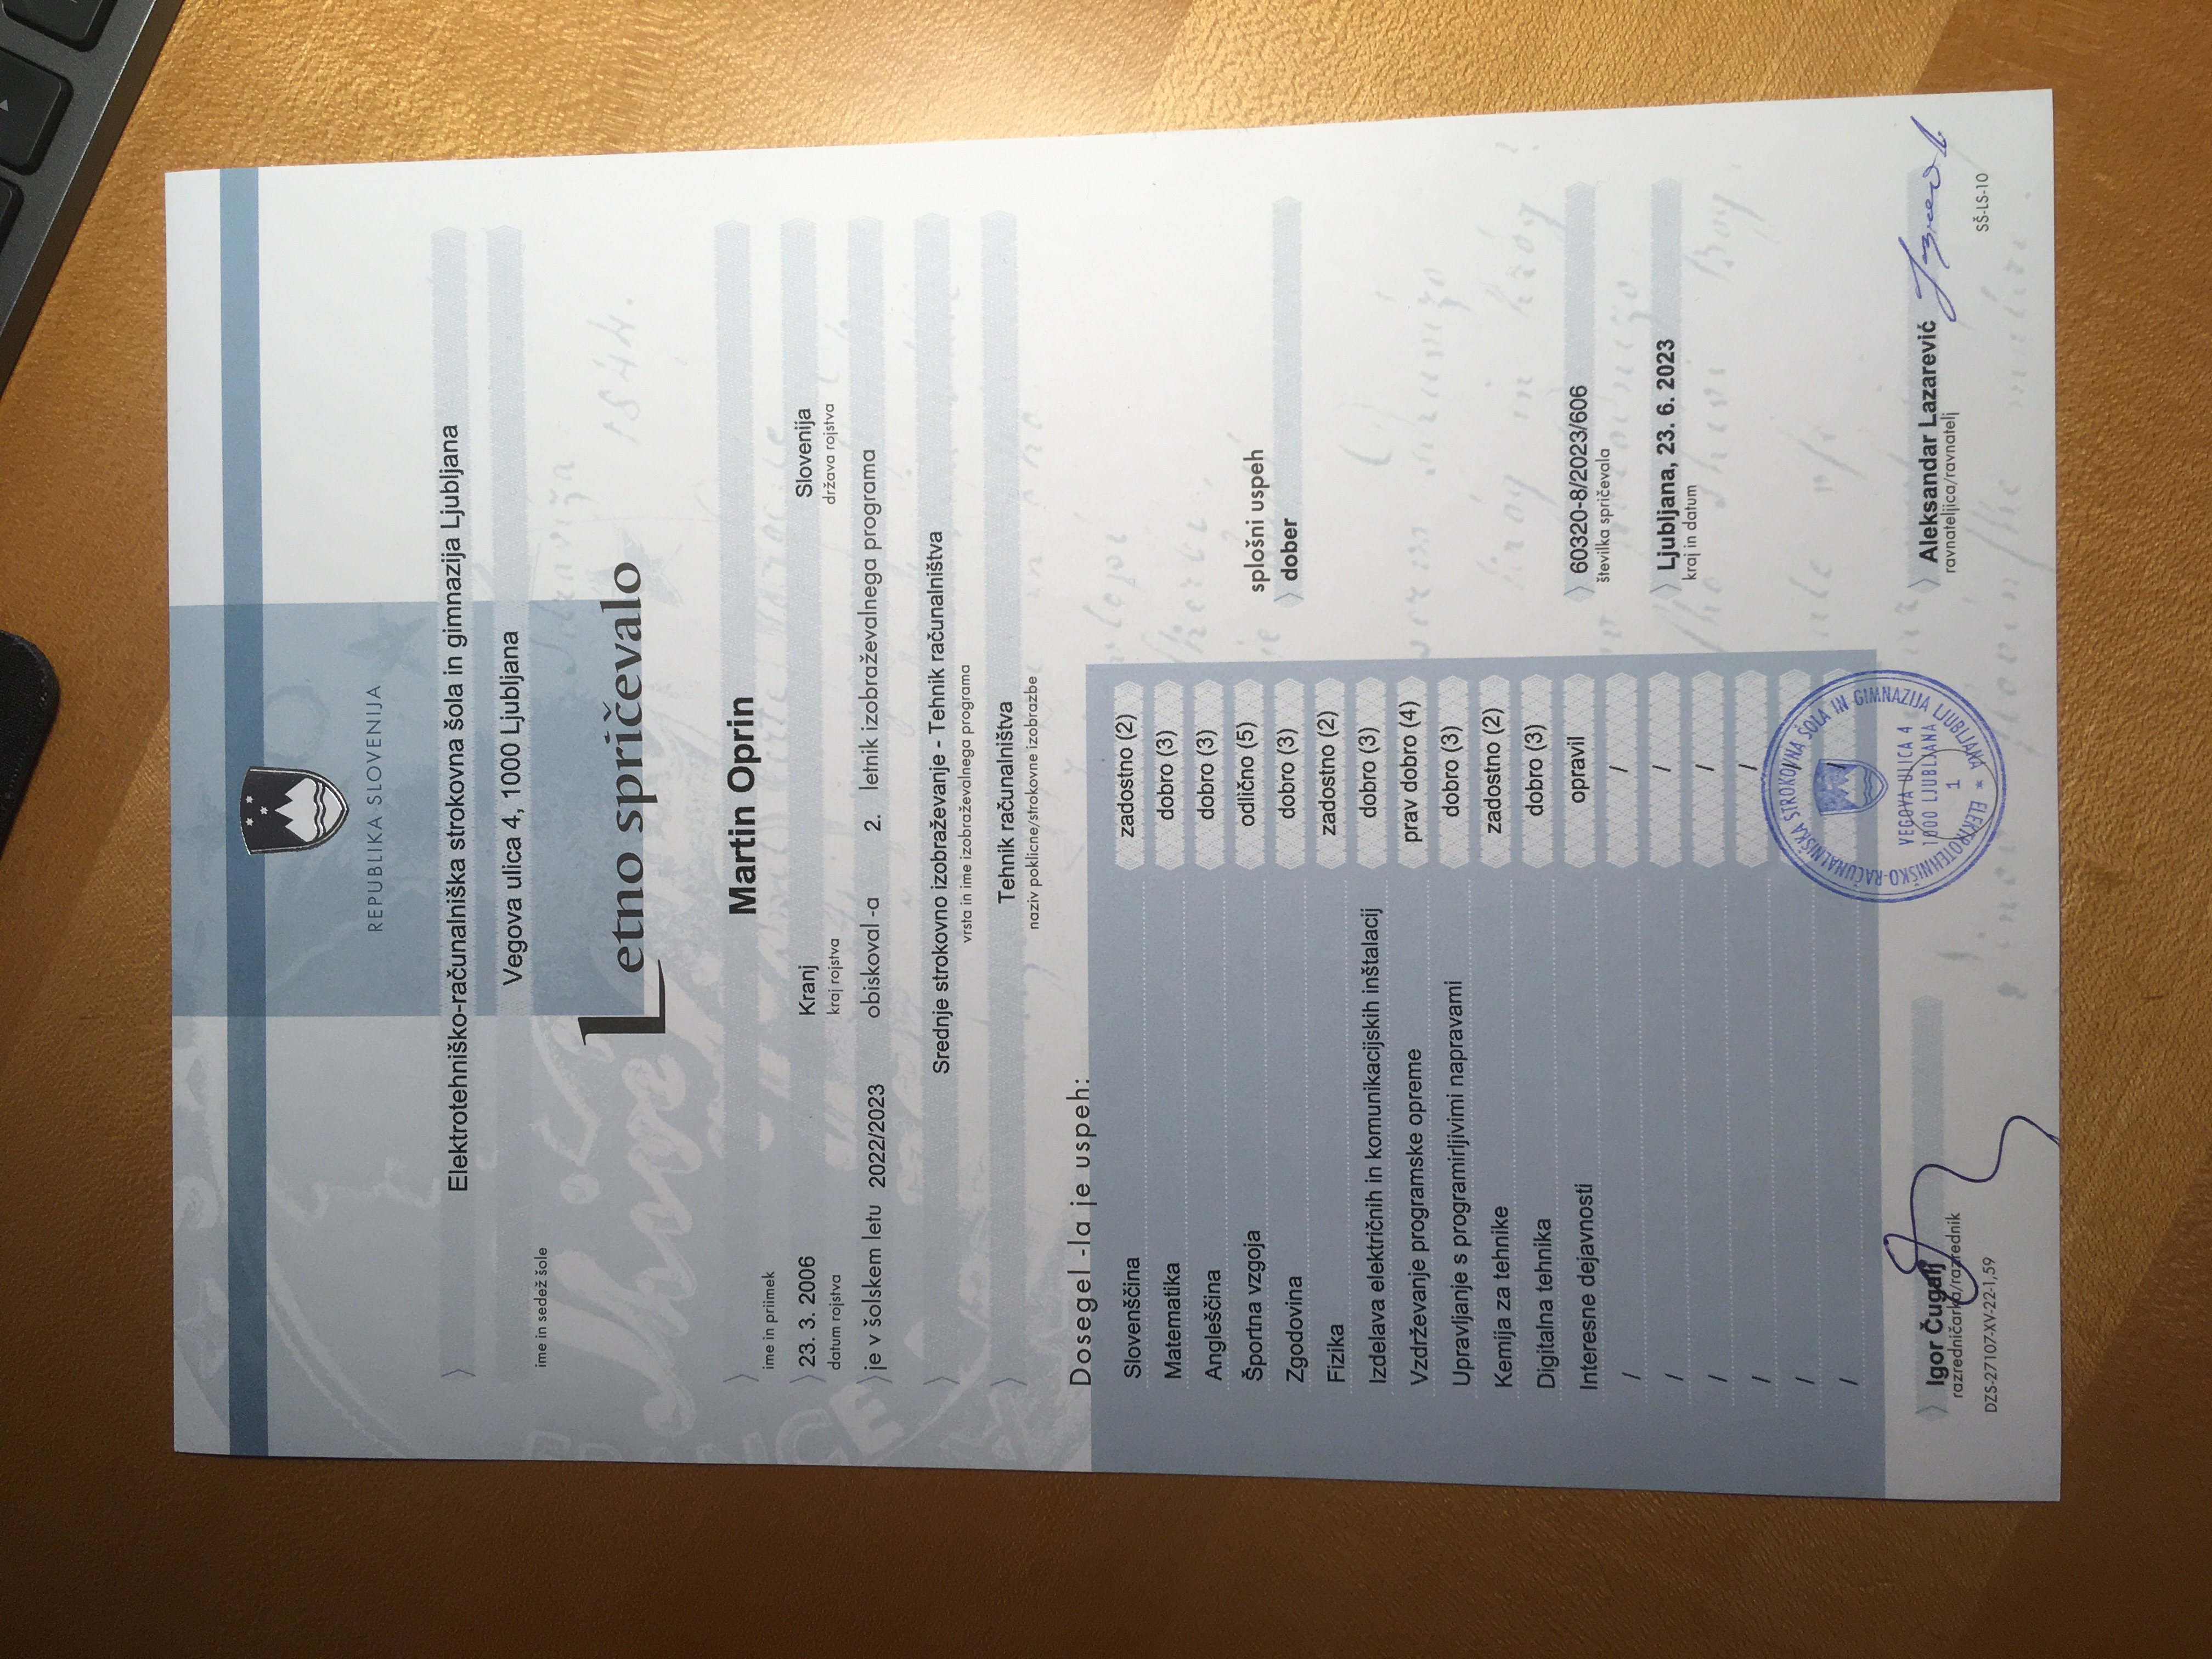 REPUBLIKA SLOVENIJA
Elektrotehniško-računalniška strokovna šola in gimnazija Ljubljana
Vegova ulica 4, 1000 Ljubljana
ime in sedež šole
Letno spričevalo
1844.
Martin Oprin
ime in priimek
23. 3. 2006 Kranj Slovenija
datum rojstva kraj rojstva država rojstva
je v šolskem letu 2022/2023 obiskoval -a 2. letnik izobraževalnega programa
Srednje strokovno izobraževanje - Tehnik računalništva
vrsta in ime izobraževalnega programa
Tehnik računalništva
naziv poklicne/strokovne izobrazbe
Dosegel -la je uspeh:
Slovenščina zadostno (2)
Matematika dobro (3)
Angleščina dobro (3)
Športna vzgoja odlično (5)
Zgodovina dobro (3)
Fizika zadostno (2)
Izdelava električnih in komunikacijskih inštalacij dobro (3)
Vzdrževanje programske opreme prav dobro (4)
Upravljanje s programirljivimi napravami dobro (3)
Kemija za tehnike zadostno (2)
Digitalna tehnika dobro (3)
Interesne dejavnosti opravil
/ /
/ /
/ /
/ /
/ /
/ /
splošni uspeh
dober
60320-8/2023/606
številka spričevala
Ljubljana, 23. 6. 2023
kraj in datum
ELEKTROTEHNIŠKO-RAČUNALNIŠKA STROKOVNA ŠOLA IN GIMNAZIJA LJUBLJANA
VEGOVA ULICA 4
1000 LJUBLJANA
1
Igor Čugalj
razredničarka/razrednik
DZS-27107-XV-22-1,59
Aleksandar Lazarević
ravnateljica/ravnatelj
SŠ-LS-10